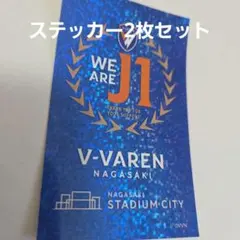 ステッカー2枚セット
WE
ARE
J1
V-VAREN
NAGASAKI
NAGASAKI
STADIUM CITY